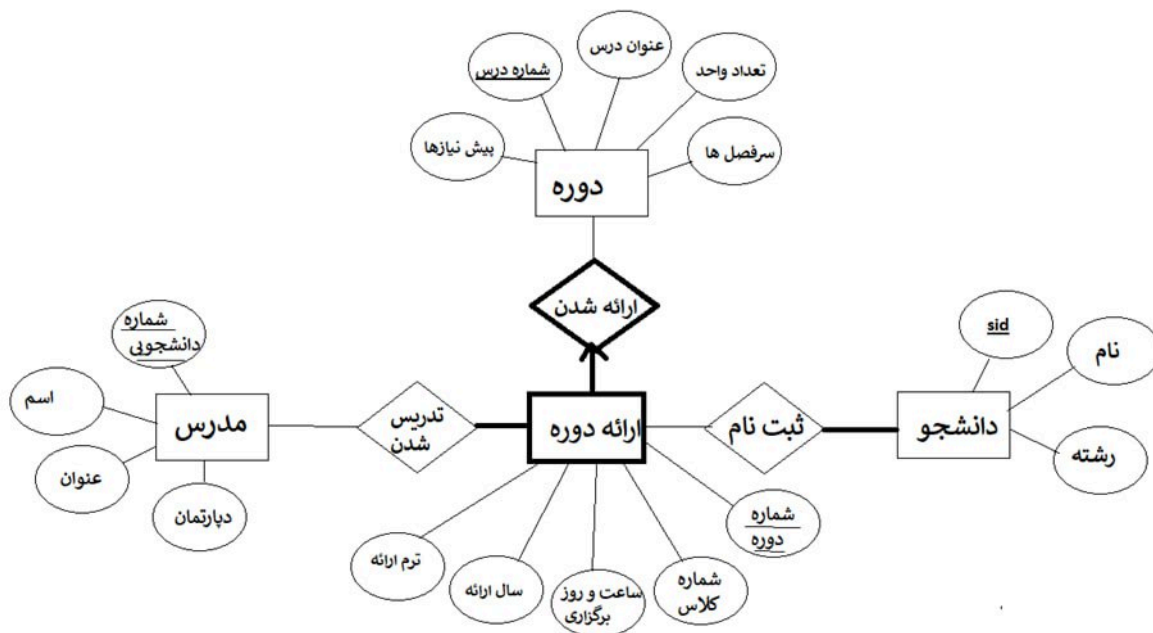 عنوان درس
شماره درس
تعداد واحد
پیش نیازها
سرفصل ها
دوره
ارائه شدن
شماره
دانشجویی
اسم
مدرس
عنوان
دپارتمان
تدریس
شدن
ارائه دوره
ثبت نام
sid
نام
دانشجو
رشته
ترم ارائه
سال ارائه
ساعت و روز
برگزاری
شماره
کلاس
شماره
دوره